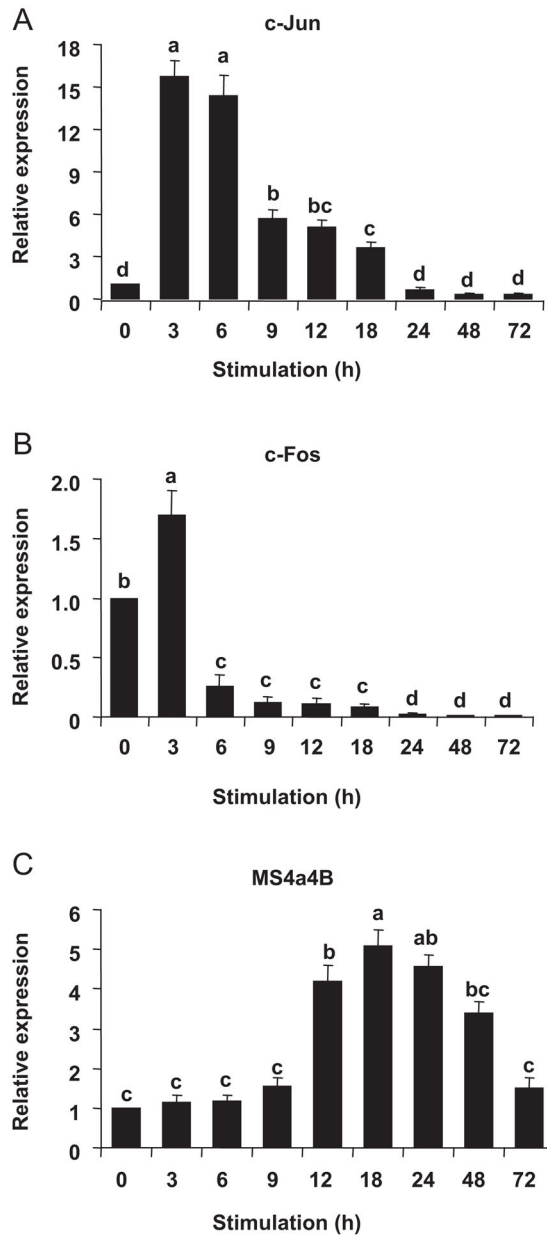 A
c-Jun
Relative expression
18
15
12
9
6
3
0
d
a
a
b
bc
c
d
d
d
0 3 6 9 12 18 24 48 72
Stimulation (h)
B
c-Fos
Relative expression
2.0
1.5
1.0
0.5
0
b
a
c
c
c
c
d
d
d
0 3 6 9 12 18 24 48 72
Stimulation (h)
C
MS4a4B
Relative expression
6
5
4
3
2
1
0
c
c
c
c
b
a
ab
bc
c
0 3 6 9 12 18 24 48 72
Stimulation (h)